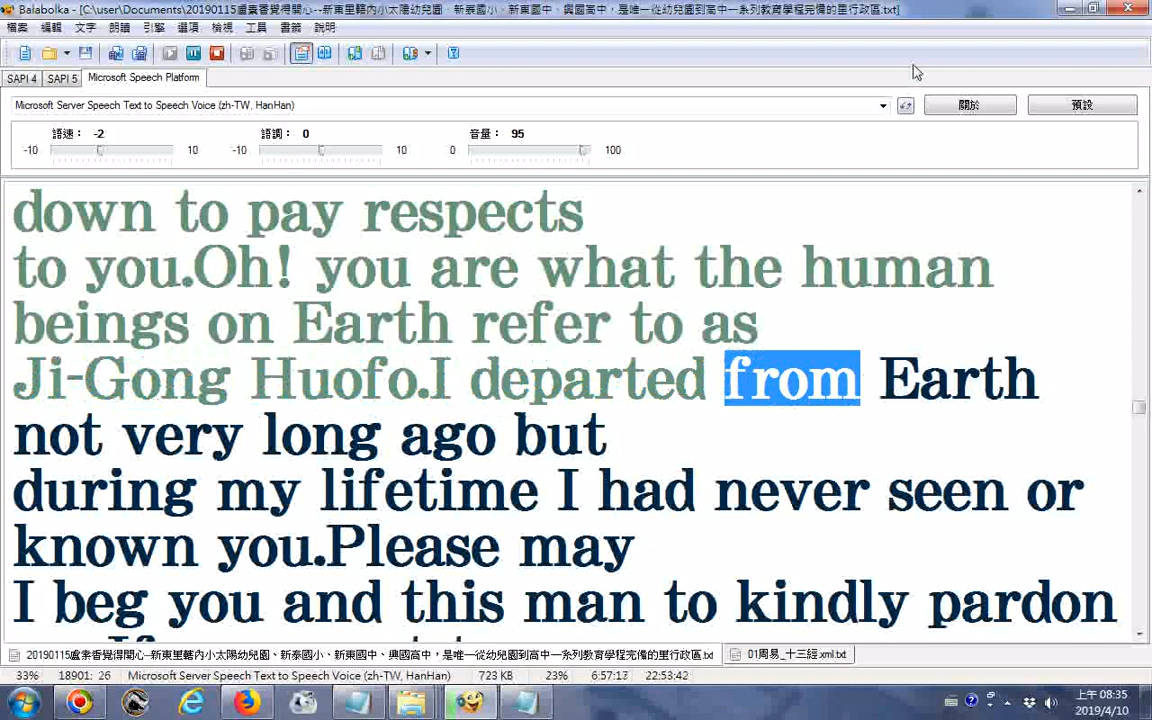 Balabolka - [C:\user\Documents\20190115盧素香覺得開心--新東里轄內小太陽幼兒園、新泰國小、新東國中、興國高中，是唯一從幼兒園到高中一系列教育學程完備的里行政區.txt]
檔案 編輯 文字 朗讀 引擎 選項 檢視 工具 書籤 說明
SAPI 4 SAPI 5 Microsoft Speech Platform
Microsoft Server Speech Text to Speech Voice (zh-TW, HanHan) 關於 預設
語速： -2 語調： 0 音量： 95
-10 10 -10 10 0 100
down to pay respects
to you.Oh! you are what the human
beings on Earth refer to as
Ji-Gong Huofo.I departed from Earth
not very long ago but
during my lifetime I had never seen or
known you.Please may
I beg you and this man to kindly pardon
20190115盧素香覺得開心--新東里轄內小太陽幼兒園、新泰國小、新東國中、興國高中，是唯一從幼兒園到高中一系列教育學程完備的里行政區.txt 01周易_十三經.xml.txt
33% 18901: 26 Microsoft Server Speech Text to Speech Voice (zh-TW, HanHan) 723 KB 23% 6:57:13 22:53:42
上午 08:35
2019/4/10